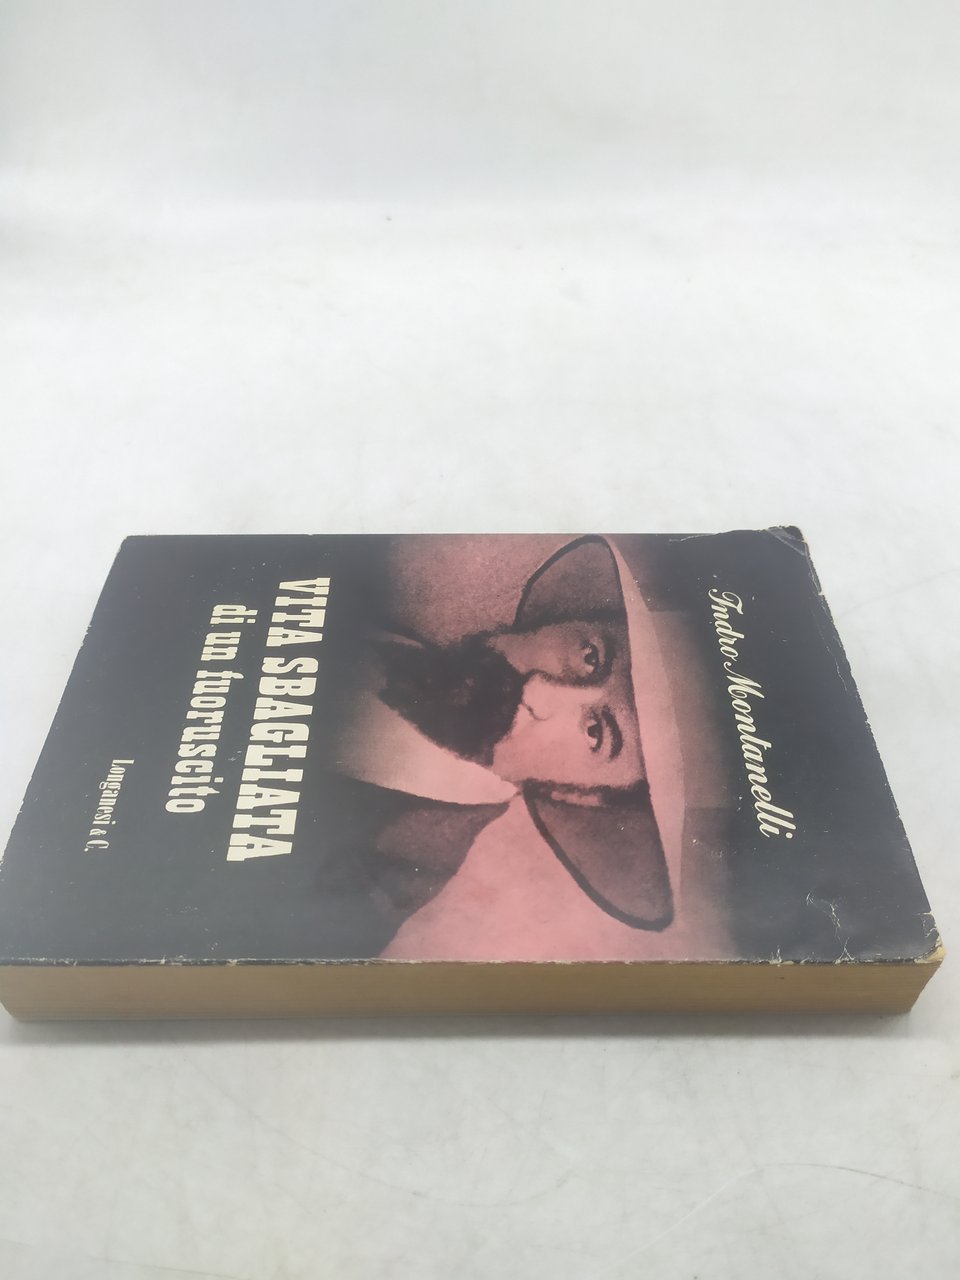 Indro Montanelli
VITA SBAGLIATA
di un fuoruscito
Longanesi & C.